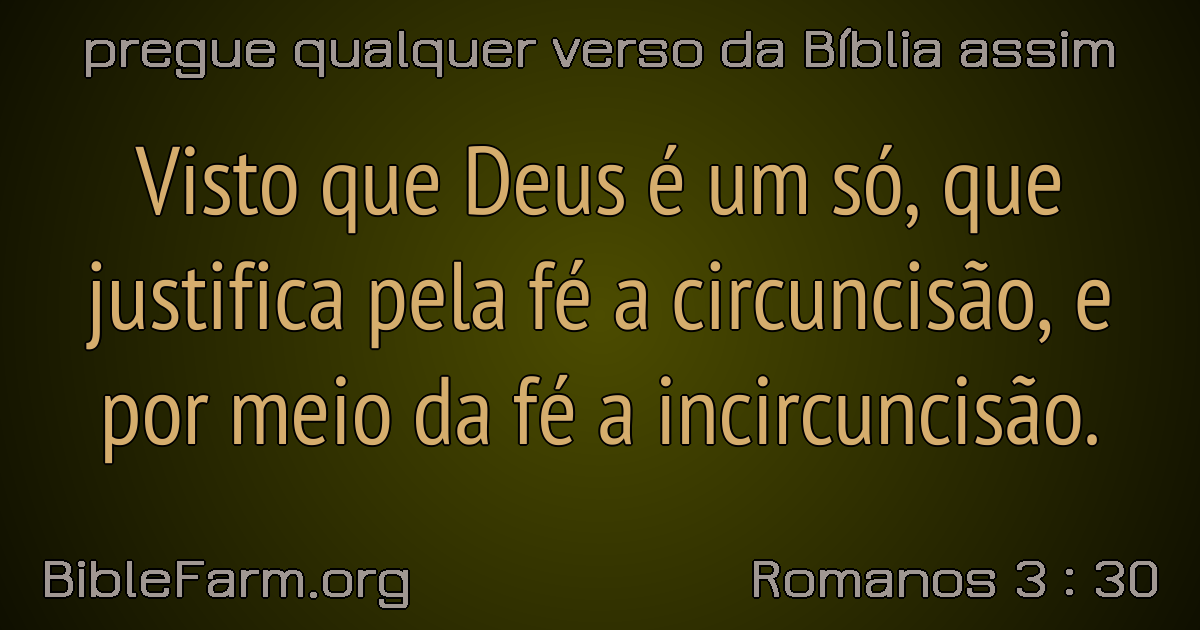 pregue qualquer verso da Bíblia assim
Visto que Deus é um só, que
justifica pela fé a circuncisão, e
por meio da fé a incircuncisão.
BibleFarm.org
Romanos 3 : 30